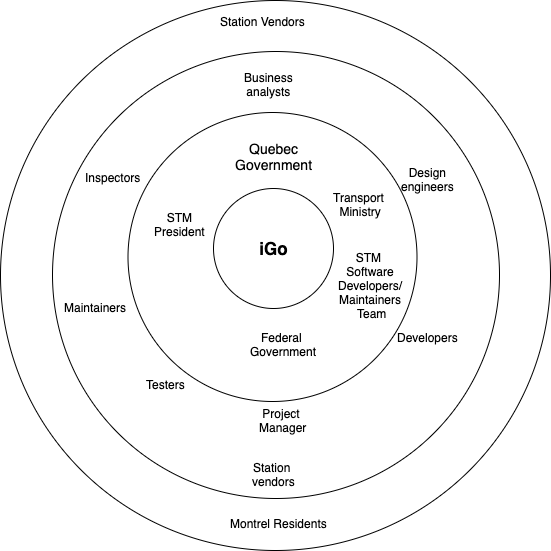 Station Vendors
Business
analysts
Quebec
Government
Inspectors
Design
engineers
Transport
Ministry
STM
President
iGo
STM
Software
Developers/
Maintainers
Team
Maintainers
Federal
Government
Developers
Testers
Project
Manager
Station
vendors
Montrel Residents